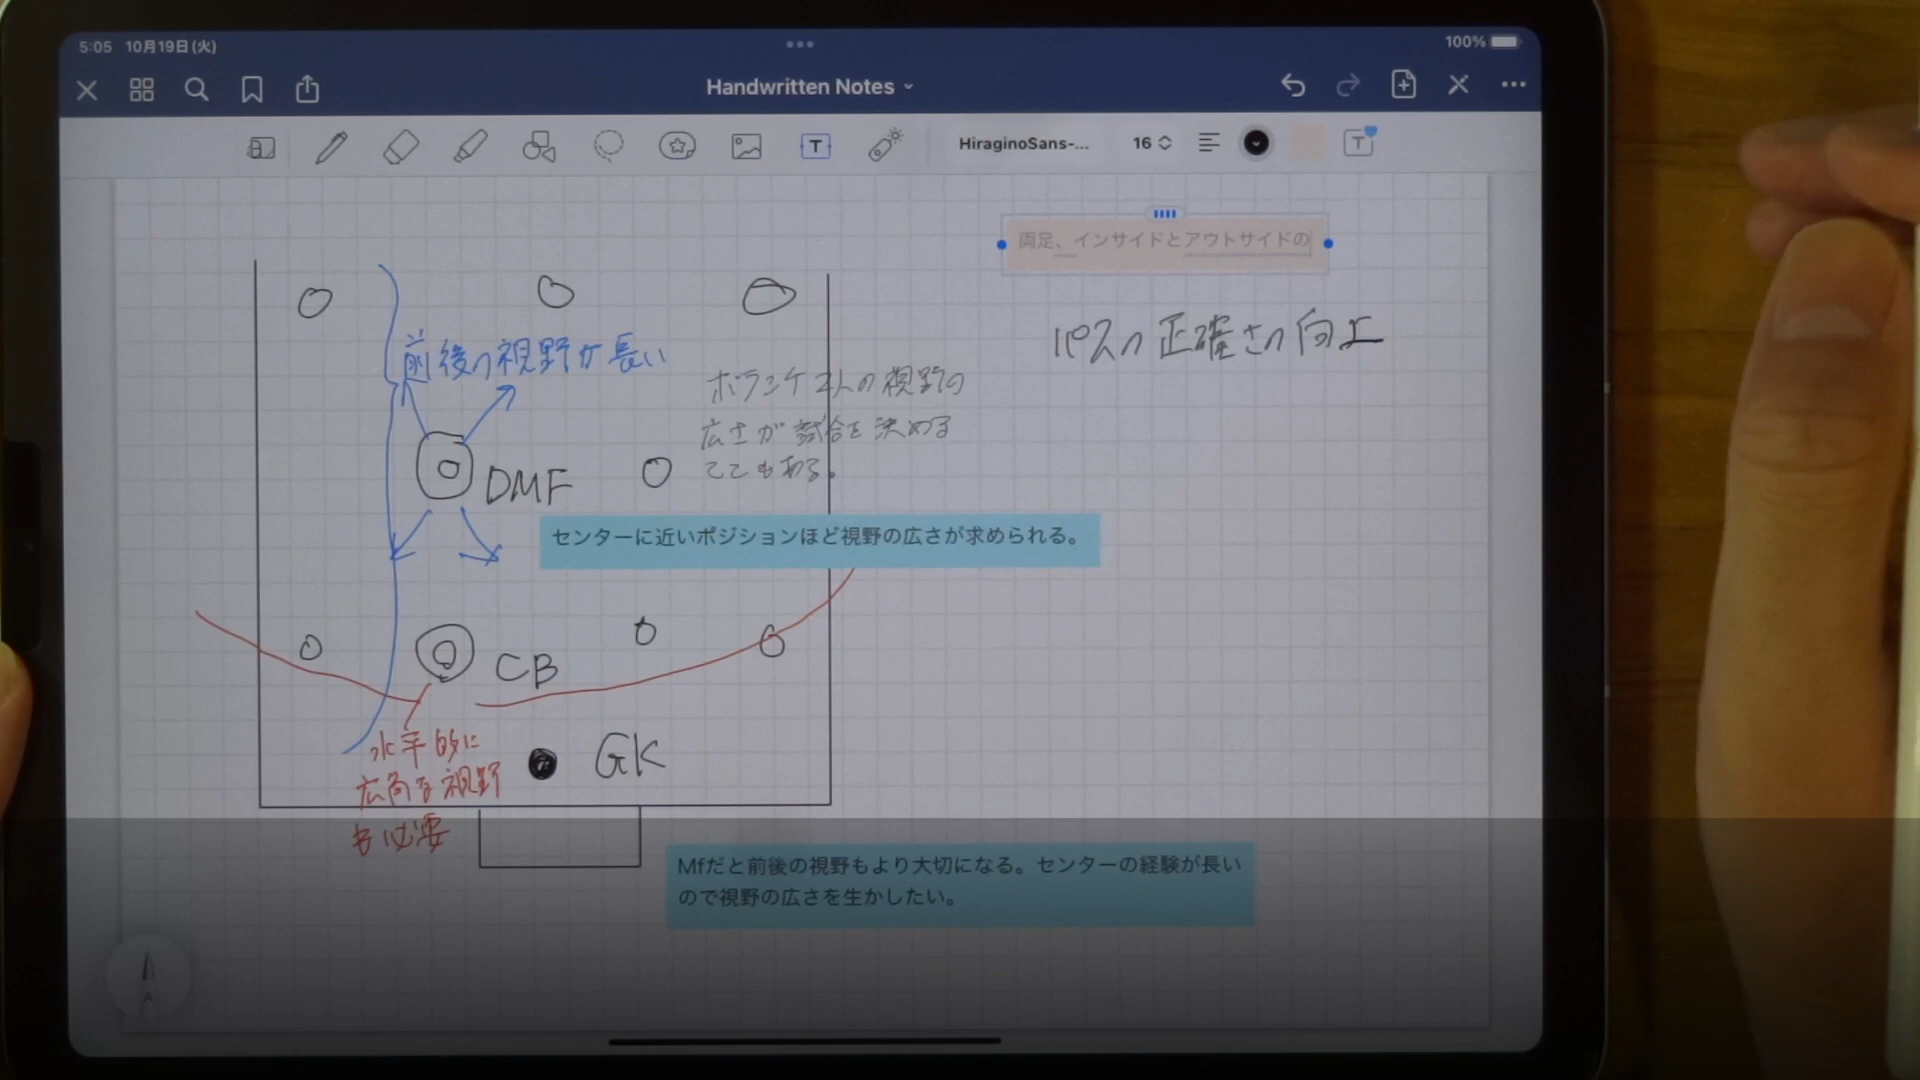 5:05 10月19日(火)
100%
Handwritten Notes
HiraginoSans-...
16
両足、インサイドとアウトサイドの
パスの正確さの向上
前後の視野が長い
ボランチ2人の視野の
広さが試合を決める
こともある。
DMF
センターに近いポジションほど視野の広さが求められる。
CB
水平的に
広角な視野
も必要
GK
Mfだと前後の視野もより大切になる。センターの経験が長い
ので視野の広さを生かしたい。
A